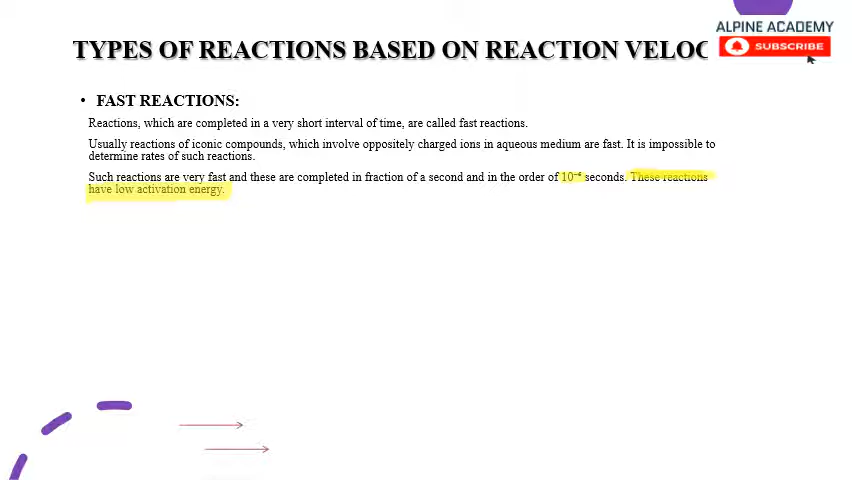 ALPINE ACADEMY
SUBSCRIBE
TYPES OF REACTIONS BASED ON REACTION VELOC
• FAST REACTIONS:
Reactions, which are completed in a very short interval of time, are called fast reactions.
Usually reactions of iconic compounds, which involve oppositely charged ions in aqueous medium are fast. It is impossible to
determine rates of such reactions.
Such reactions are very fast and these are completed in fraction of a second and in the order of 10⁻⁴ seconds. These reactions
have low activation energy.